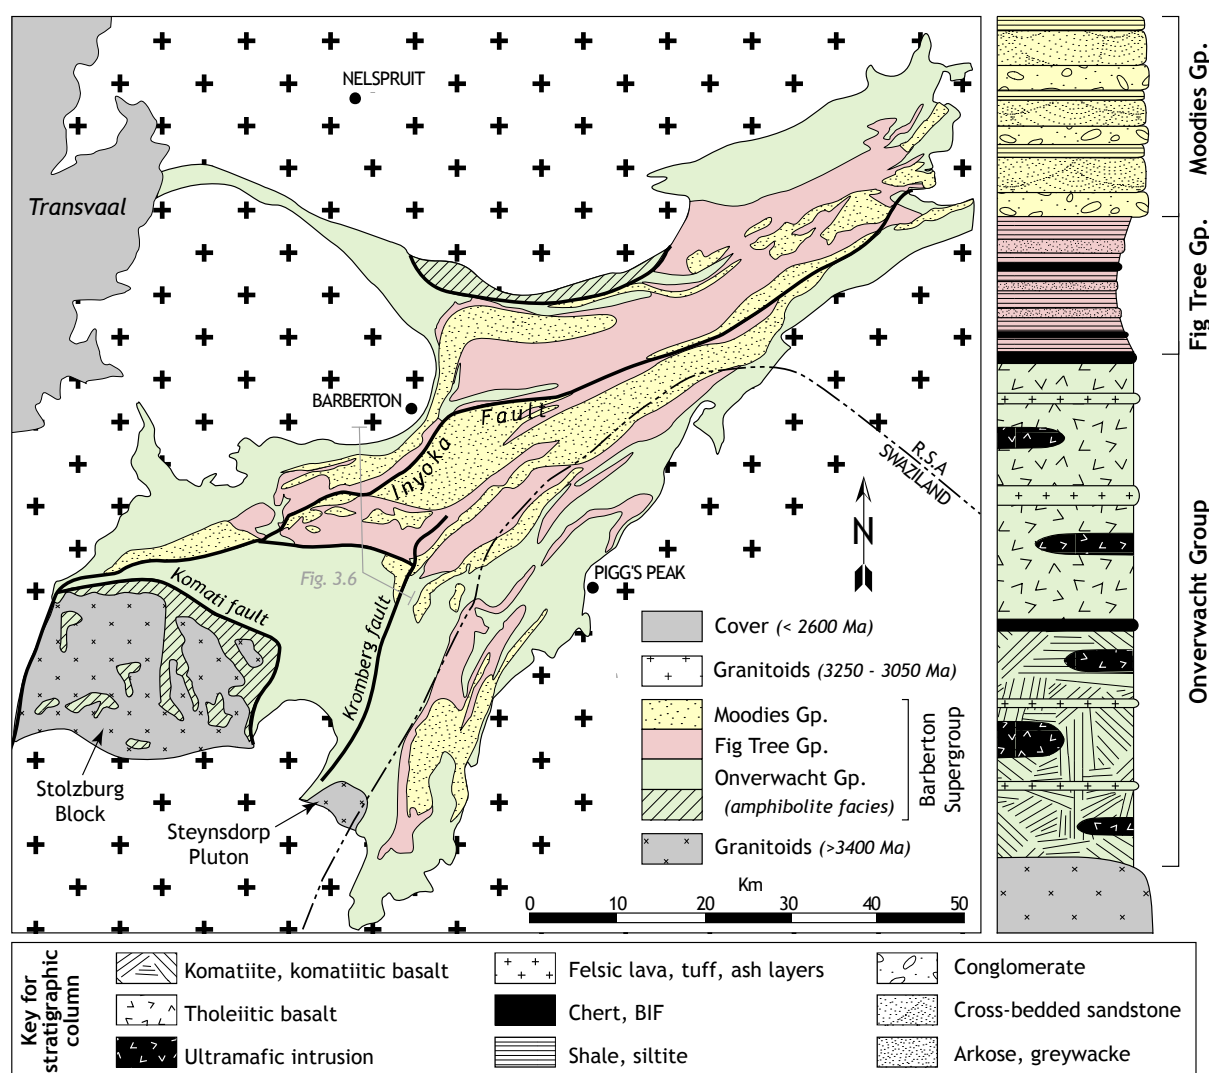 NELSPRUIT
Transvaal
BARBERTON
Inyoka Fault
R.S.A
SWAZILAND
N
Fig. 3.6
PIGG'S PEAK
Komati fault
Kromberg fault
Stolzburg
Block
Steynsdorp
Pluton
Cover (< 2600 Ma)
Granitoids (3250 - 3050 Ma)
Moodies Gp.
Fig Tree Gp.
Onverwacht Gp.
(amphibolite facies)
Barberton
Supergroup
Granitoids (>3400 Ma)
Km
0 10 20 30 40 50
Moodies Gp.
Fig Tree Gp.
Onverwacht Group
Key for
stratigraphic
column
Komatiite, komatiitic basalt
Tholeiitic basalt
Ultramafic intrusion
Felsic lava, tuff, ash layers
Chert, BIF
Shale, siltite
Conglomerate
Cross-bedded sandstone
Arkose, greywacke